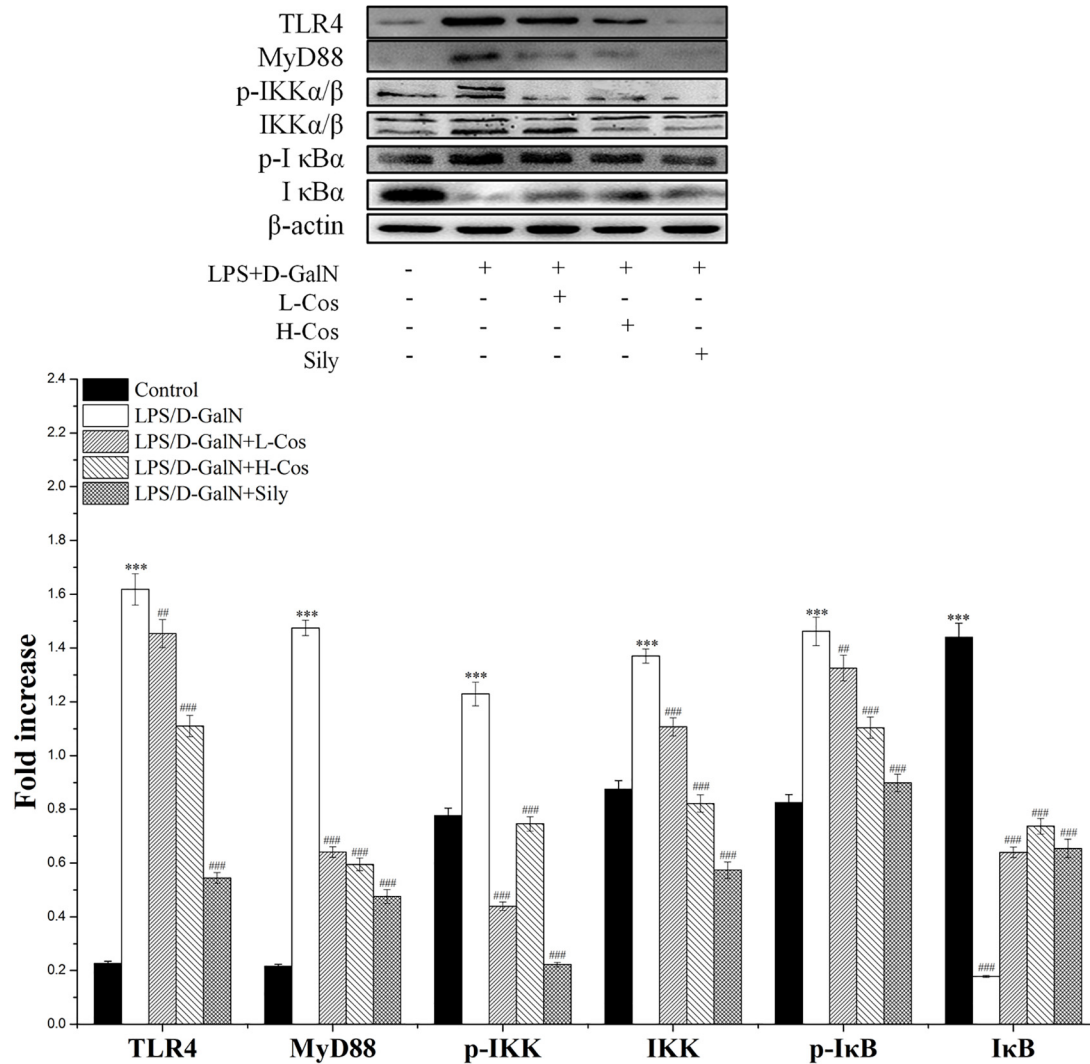 TLR4
MyD88
p-IKKα/β
IKKα/β
p-I κBα
I κBα
β-actin
LPS+D-GalN - + + + +
L-Cos - - + - -
H-Cos - - - + -
Sily - - - - +
Control
LPS/D-GalN
LPS/D-GalN+L-Cos
LPS/D-GalN+H-Cos
LPS/D-GalN+Sily
Fold increase
2.4
2.2
2.0
1.8
1.6
1.4
1.2
1.0
0.8
0.6
0.4
0.2
0.0
*** ## ### ###
*** ### ### ###
*** ### ### ###
*** ### ### ###
*** ## ### ###
*** ### ### ### ###
TLR4 MyD88 p-IKK IKK p-IκB IκB